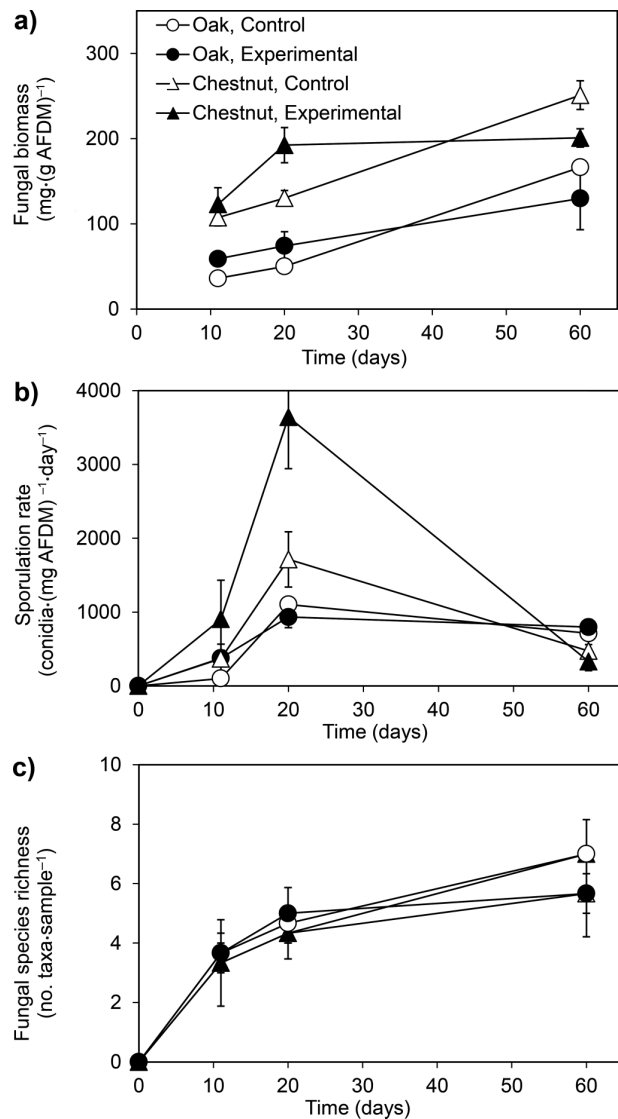 a)
Oak, Control
Oak, Experimental
Chestnut, Control
Chestnut, Experimental
Fungal biomass
(mg·(g AFDM)⁻¹
300
200
100
0
0 10 20 30 40 50 60
Time (days)
b)
Sporulation rate
(conidia·(mg AFDM) ⁻¹·day⁻¹
4000
3000
2000
1000
0
0 10 20 30 40 50 60
Time (days)
c)
Fungal species richness
(no. taxa·sample⁻¹)
10
8
6
4
2
0
0 10 20 30 40 50 60
Time (days)